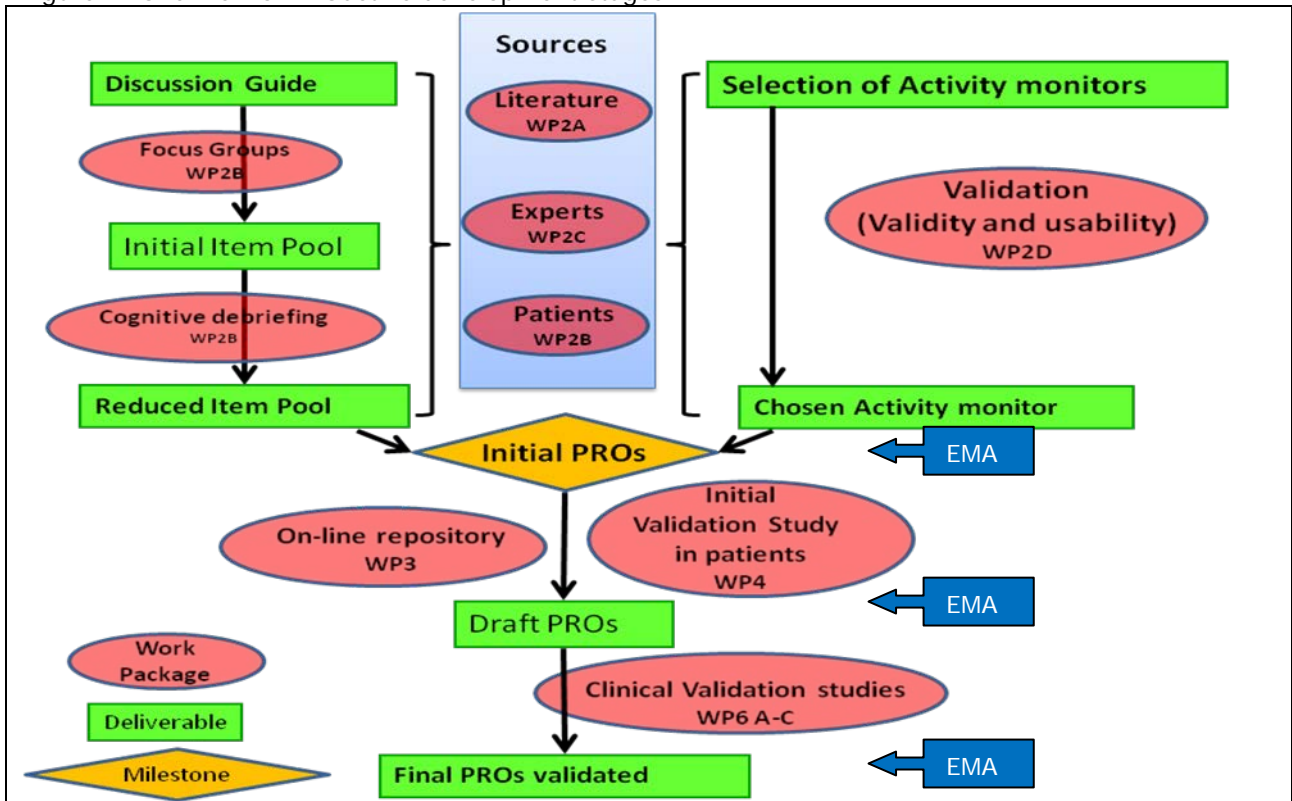 Sources
Discussion Guide
Focus Groups
WP2B
Initial Item Pool
Cognitive debriefing
WP2B
Reduced Item Pool
Literature
WP2A
Experts
WP2C
Patients
WP2B
Selection of Activity monitors
Validation
(Validity and usability)
WP2D
Chosen Activity monitor
Initial PROs
EMA
On-line repository
WP3
Initial
Validation Study
in patients
WP4
EMA
Draft PROs
Clinical Validation studies
WP6 A-C
Final PROs validated
EMA
Work
Package
Deliverable
Milestone